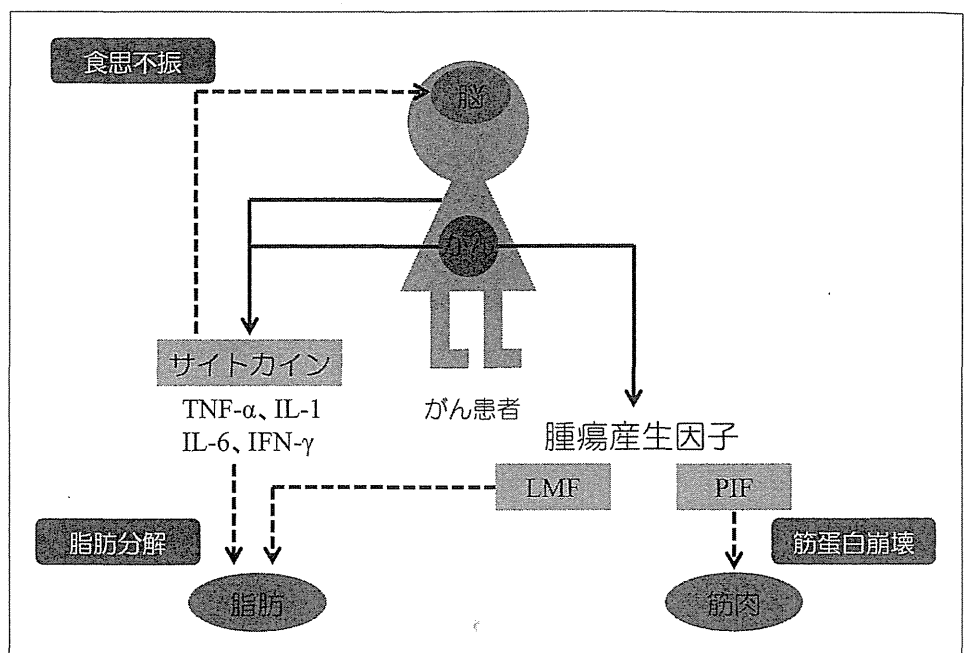 食思不振
脳
サイトカイン
TNF-α、IL-1
IL-6、IFN-γ
がん患者
腫瘍産生因子
LMF
PIF
脂肪分解
筋蛋白崩壊
脂肪
筋肉